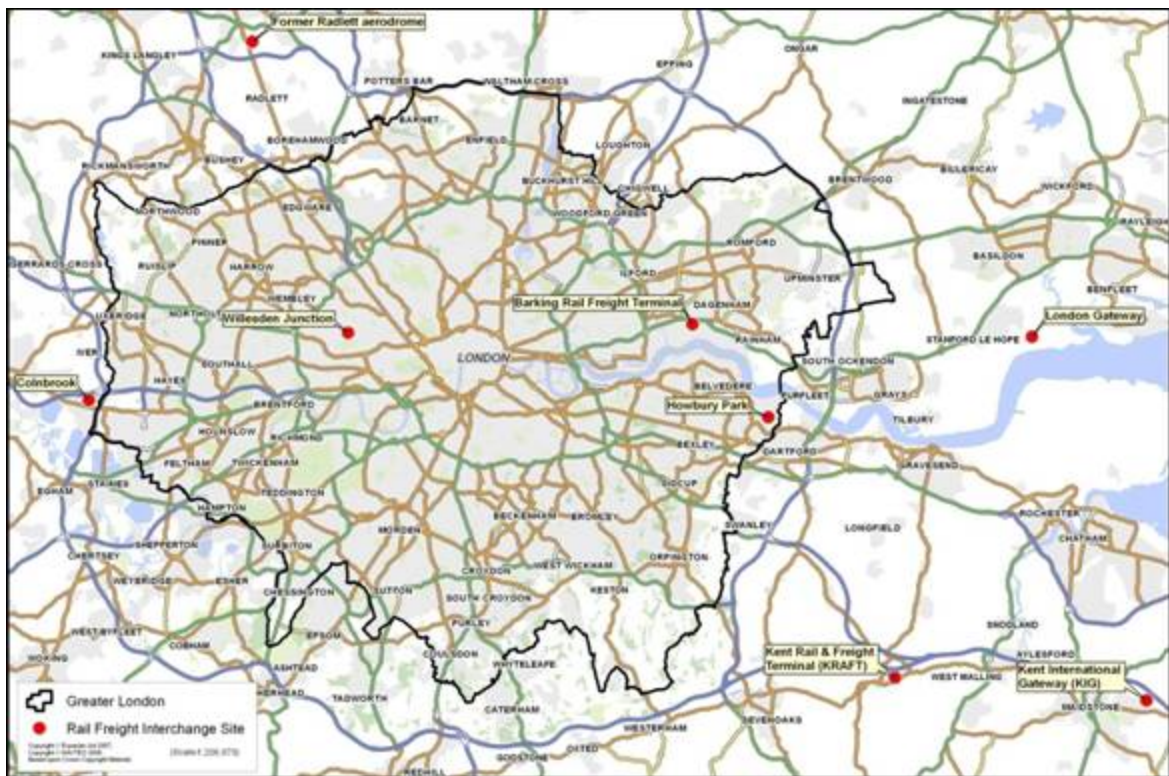 Former Radlett aerodrome
KINGS LANGLEY
ONGAR
EPPING
POTTERS BAR
WALTHAM CROSS
RADLETT
INGATESTONE
BARNET
BOREHAMWOOD
ENFIELD
LOUGHTON
BUSHEY
RICKMANSWORTH
BILLERICAY
BUCKHURST HILL
CHIGWELL
BRENTWOOD
WICKFORD
NORTHWOOD
EDGWARE
WOODFORD GREEN
RAYLEIGH
PINNER
ROMFORD
BASILDON
GERRARDS CROSS
RUISLIP
HARROW
ILFORD
UPMINSTER
BENFLEET
WEMBLEY
Barking Rail Freight Terminal
DAGENHAM
UXBRIDGE
Willesden Junction
London Gateway
RAINHAM
STANFORD LE HOPE
IVER
LONDON
SOUTHALL
SOUTH OCKENDON
Colnbrook
HAYES
BELVEDERE
PURFLEET
GRAYS
BRENTFORD
Howbury Park
TILBURY
HOUNSLOW
RICHMOND
BEXLEY
DARTFORD
FELTHAM
TWICKENHAM
GRAVESEND
STAINES
EGHAM
TEDDINGTON
SIDCUP
HAMPTON
BECKENHAM
BROMLEY
ROCHESTER
MORDEN
SWANLEY
LONGFIELD
CHATHAM
SHEPPERTON
SURBITON
CHERTSEY
ORPINGTON
WEST WICKHAM
CROYDON
WEYBRIDGE
ESHER
CHESSINGTON
SUTTON
KESTON
SOUTH CROYDON
PURLEY
SNODLAND
WEST BYFLEET
EPSOM
COBHAM
COULSDON
Kent Rail & Freight
Terminal (KRAFT)
AYLESFORD
WOKING
ASHTEAD
WHYTELEAFE
WEST MALLING
Kent International
Gateway (KIG)
TADWORTH
CATERHAM
MAIDSTONE
SEVENOAKS
WESTERHAM
OXTED
GODSTONE
REDHILL
Greater London
Rail Freight Interchange Site